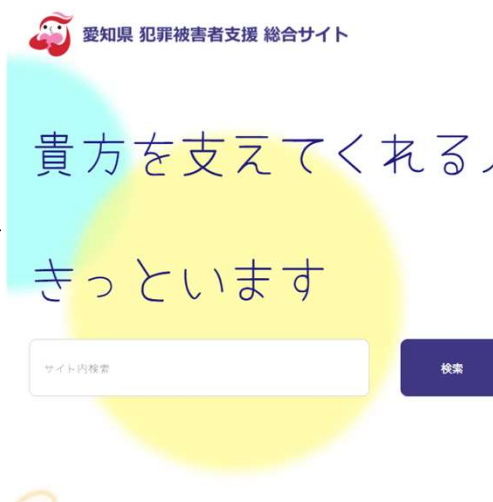 愛知県 犯罪被害者支援 総合サイト
貴方を支えてくれる
きっといます
サイト内検索
検索